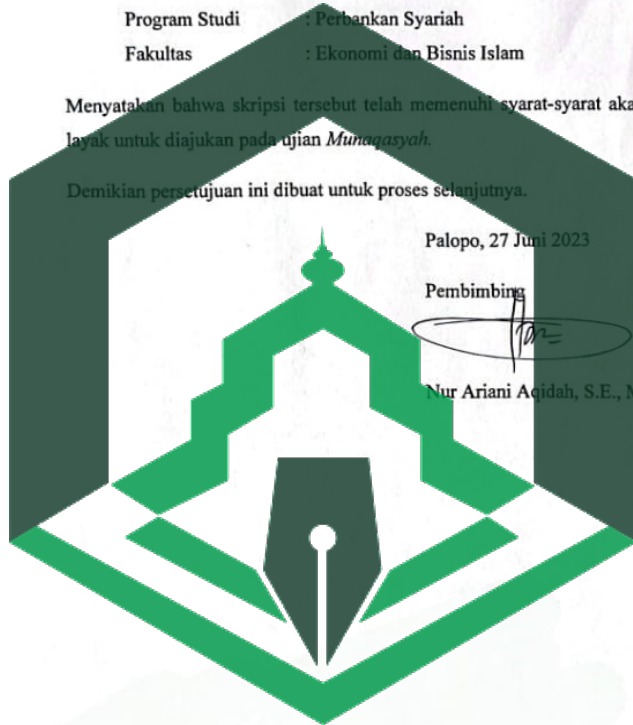 Program Studi : Perbankan Syariah
Fakultas : Ekonomi dan Bisnis Islam
Menyatakan bahwa skripsi tersebut telah memenuhi syarat-syarat aka
layak untuk diajukan pada ujian Munaqasyah.
Demikian persetujuan ini dibuat untuk proses selanjutnya.
Palopo, 27 Juni 2023
Pembimbing
Nur Ariani Aqidah, S.E., M